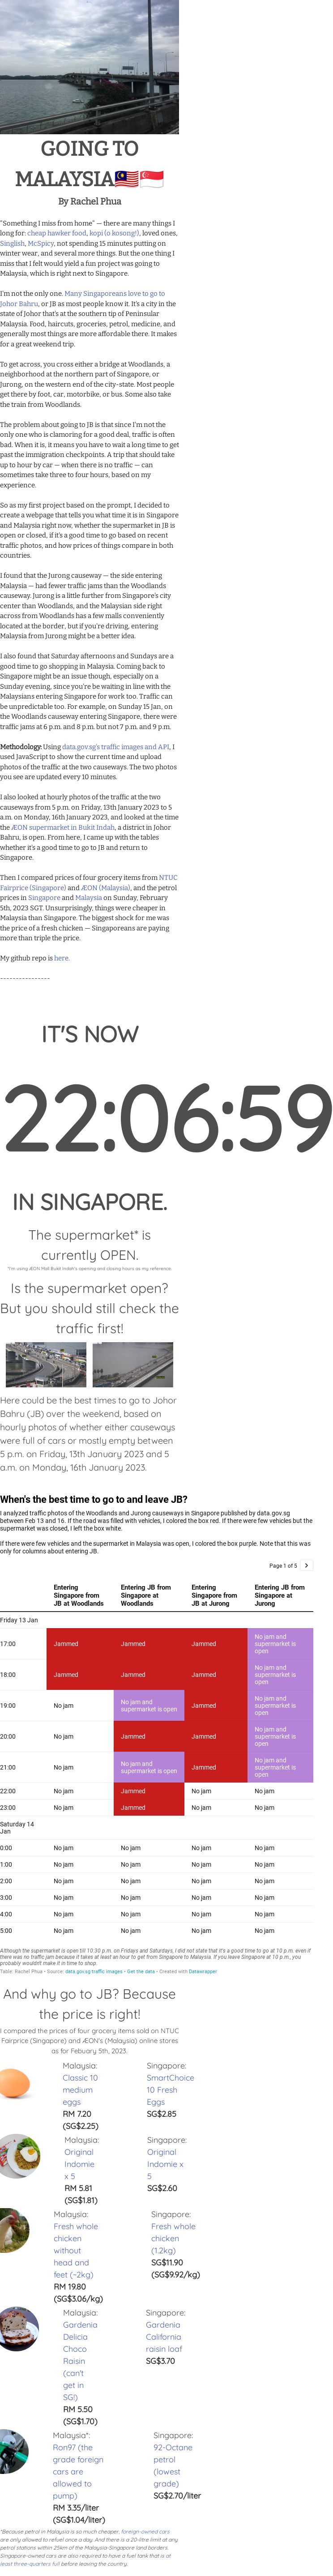 GOING TO
MALAYSIA🇲🇾🇸🇬
By Rachel Phua
"Something I miss from home" — there are many things I
long for: cheap hawker food, kopi (o kosong!), loved ones,
Singlish, McSpicy, not spending 15 minutes putting on
winter wear, and several more things. But the one thing I
miss that I felt would yield a fun project was going to
Malaysia, which is right next to Singapore.
I'm not the only one. Many Singaporeans love to go to
Johor Bahru, or JB as most people know it. It's a city in the
state of Johor that's at the southern tip of Peninsular
Malaysia. Food, haircuts, groceries, petrol, medicine, and
generally most things are more affordable there. It makes
for a great weekend trip.
To get across, you cross either a bridge at Woodlands, a
neighborhood at the northern part of Singapore, or
Jurong, on the western end of the city-state. Most people
get there by foot, car, motorbike, or bus. Some also take
the train from Woodlands.
The problem about going to JB is that since I'm not the
only one who is clamoring for a good deal, traffic is often
bad. When it is, it means you have to wait a long time to get
past the immigration checkpoints. A trip that should take
up to hour by car — when there is no traffic — can
sometimes take three to four hours, based on my
experience.
So as my first project based on the prompt, I decided to
create a webpage that tells you what time it is in Singapore
and Malaysia right now, whether the supermarket in JB is
open or closed, if it's a good time to go based on recent
traffic photos, and how prices of things compare in both
countries.
I found that the Jurong causeway — the side entering
Malaysia — had fewer traffic jams than the Woodlands
causeway. Jurong is a little further from Singapore's city
center than Woodlands, and the Malaysian side right
across from Woodlands has a few malls conveniently
located at the border, but if you're driving, entering
Malaysia from Jurong might be a better idea.
I also found that Saturday afternoons and Sundays are a
good time to go shopping in Malaysia. Coming back to
Singapore might be an issue though, especially on a
Sunday evening, since you're be waiting in line with the
Malaysians entering Singapore for work too. Traffic can
be unpredictable too. For example, on Sunday 15 Jan, on
the Woodlands causeway entering Singapore, there were
traffic jams at 6 p.m. and 8 p.m. but not 7 p.m. and 9 p.m.
Methodology: Using data.gov.sg's traffic images and API, I
used JavaScript to show the current time and upload
photos of the traffic at the two causeways. The two photos
you see are updated every 10 minutes.
I also looked at hourly photos of the traffic at the two
causeways from 5 p.m. on Friday, 13th January 2023 to 5
a.m. on Monday, 16th January 2023, and looked at the time
the ÆON supermarket in Bukit Indah, a district in Johor
Bahru, is open. From here, I came up with the tables
whether it's a good time to go to JB and return to
Singapore.
Then I compared prices of four grocery items from NTUC
Fairprice (Singapore) and ÆON (Malaysia), and the petrol
prices in Singapore and Malaysia on Sunday, February
5th, 2023 SGT. Unsurprisingly, things were cheaper in
Malaysia than Singapore. The biggest shock for me was
the price of a fresh chicken — Singaporeans are paying
more than triple the price.
My github repo is here.
----------------
IT'S NOW
22:06:59
IN SINGAPORE.
The supermarket* is
currently OPEN.
*I'm using ÆON Mall Bukit Indah's opening and closing hours as my reference.
Is the supermarket open?
But you should still check the
traffic first!
Here could be the best times to go to Johor
Bahru (JB) over the weekend, based on
hourly photos of whether either causeways
were full of cars or mostly empty between
5 p.m. on Friday, 13th January 2023 and 5
a.m. on Monday, 16th January 2023.
When's the better time to go to and leave JB?
I analyzed traffic photos of the Woodlands and Jurong causeways in Singapore published by data.gov.sg
between Feb 13 and 16. If the road was filled with vehicles, I colored the box red. If there were few vehicles but the
supermarket was closed, I left the box white.
If there were few vehicles and the supermarket in Malaysia was open, I colored the box purple. Note that this was
only for columns about entering JB.
Page 1 of 5 >
Entering Singapore from JB at Woodlands	Entering JB from Singapore at Woodlands	Entering Singapore from JB at Jurong	Entering JB from Singapore at Jurong
Friday 13 Jan
17:00 Jammed Jammed Jammed No jam and supermarket is open
18:00 Jammed Jammed Jammed No jam and supermarket is open
19:00 No jam No jam and supermarket is open Jammed No jam and supermarket is open
20:00 No jam Jammed Jammed No jam and supermarket is open
21:00 No jam No jam and supermarket is open Jammed No jam and supermarket is open
22:00 No jam Jammed No jam No jam
23:00 No jam Jammed No jam No jam
Saturday 14 Jan
0:00 No jam No jam No jam No jam
1:00 No jam No jam No jam No jam
2:00 No jam No jam No jam No jam
3:00 No jam No jam No jam No jam
4:00 No jam No jam No jam No jam
5:00 No jam No jam No jam No jam
Although the supermarket is open till 10:30 p.m. on Fridays and Saturdays, I did not state that it's a good time to go at 10 p.m. even if
there was no traffic jam because it takes at least an hour to get from Singapore to Malaysia. If you leave Singapore at 10 p.m., you
probably wouldn't make it in time to shop.
Table: Rachel Phua • Source: data.gov.sg traffic images • Get the data • Created with Datawrapper
And why go to JB? Because
the price is right!
I compared the prices of four grocery items sold on NTUC
Fairprice (Singapore) and ÆON's (Malaysia) online stores
as for Febuary 5th, 2023.
Malaysia:
Classic 10
medium
eggs
RM 7.20
(SG$2.25)
Singapore:
SmartChoice
10 Fresh
Eggs
SG$2.85
Malaysia:
Original
Indomie
x 5
RM 5.81
(SG$1.81)
Singapore:
Original
Indomie x
5
SG$2.60
Malaysia:
Fresh whole
chicken
without
head and
feet (~2kg)
RM 19.80
(SG$3.06/kg)
Singapore:
Fresh whole
chicken
(1.2kg)
SG$11.90
(SG$9.92/kg)
Malaysia:
Gardenia
Delicia
Choco
Raisin
(can't
get in
SG!)
RM 5.50
(SG$1.70)
Singapore:
Gardenia
California
raisin loaf
SG$3.70
Malaysia*:
Ron97 (the
grade foreign
cars are
allowed to
pump)
RM 3.35/liter
(SG$1.04/liter)
Singapore:
92-Octane
petrol
(lowest
grade)
SG$2.70/liter
*Because petrol in Malaysia is so much cheaper, foreign-owned cars
are only allowed to refuel once a day. And there is a 20-litre limit at any
petrol stations within 25km of the Malaysia-Singapore land borders.
Singapore-owned cars are also required to have a fuel tank that is at
least three-quarters full before leaving the country.